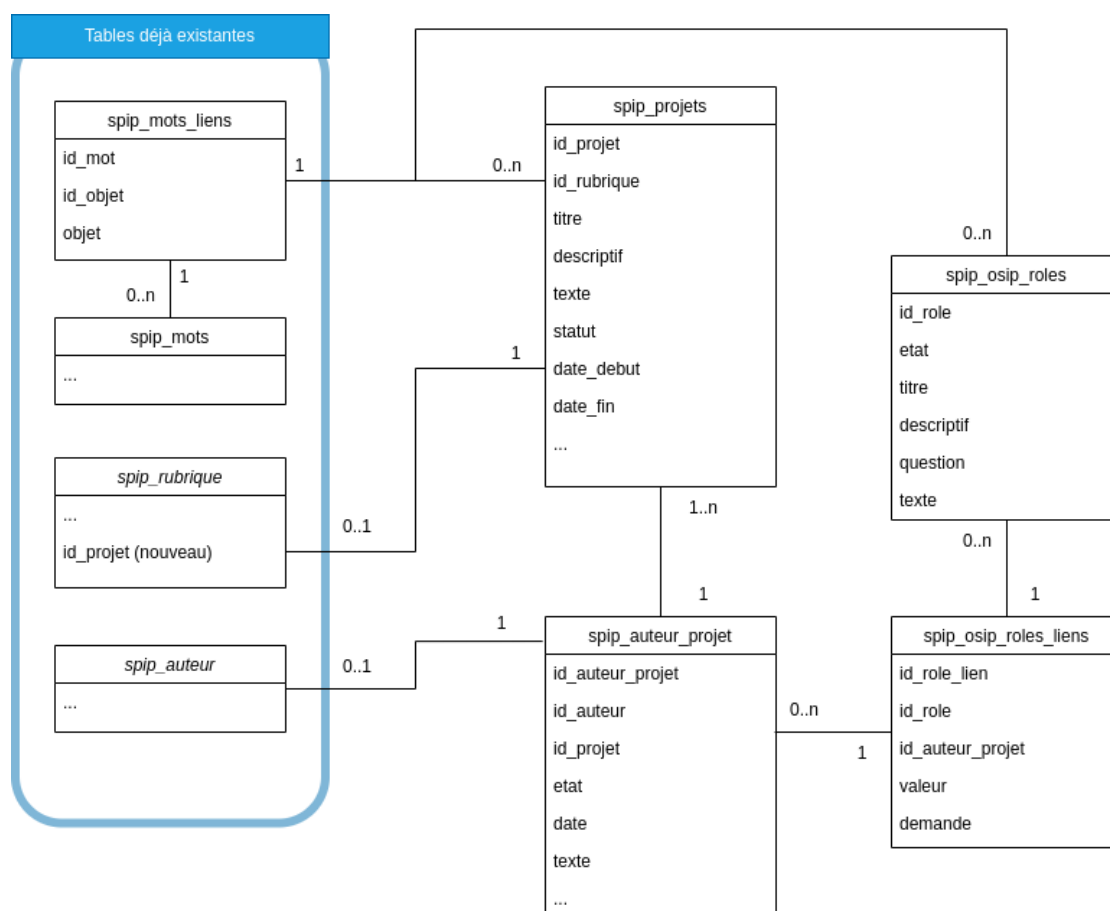 Tables déjà existantes
spip_mots_liens
id_mot
id_objet
objet
1
0..n
1
0..n
spip_mots
...
spip_rubrique
...
id_projet (nouveau)
0..1
1
spip_auteur
...
0..1
1
spip_projets
id_projet
id_rubrique
titre
descriptif
texte
statut
date_debut
date_fin
...
1..n
1
spip_auteur_projet
id_auteur_projet
id_auteur
id_projet
etat
date
texte
...
0..n
1
0..n
spip_osip_roles
id_role
etat
titre
descriptif
question
texte
0..n
1
spip_osip_roles_liens
id_role_lien
id_role
id_auteur_projet
valeur
demande